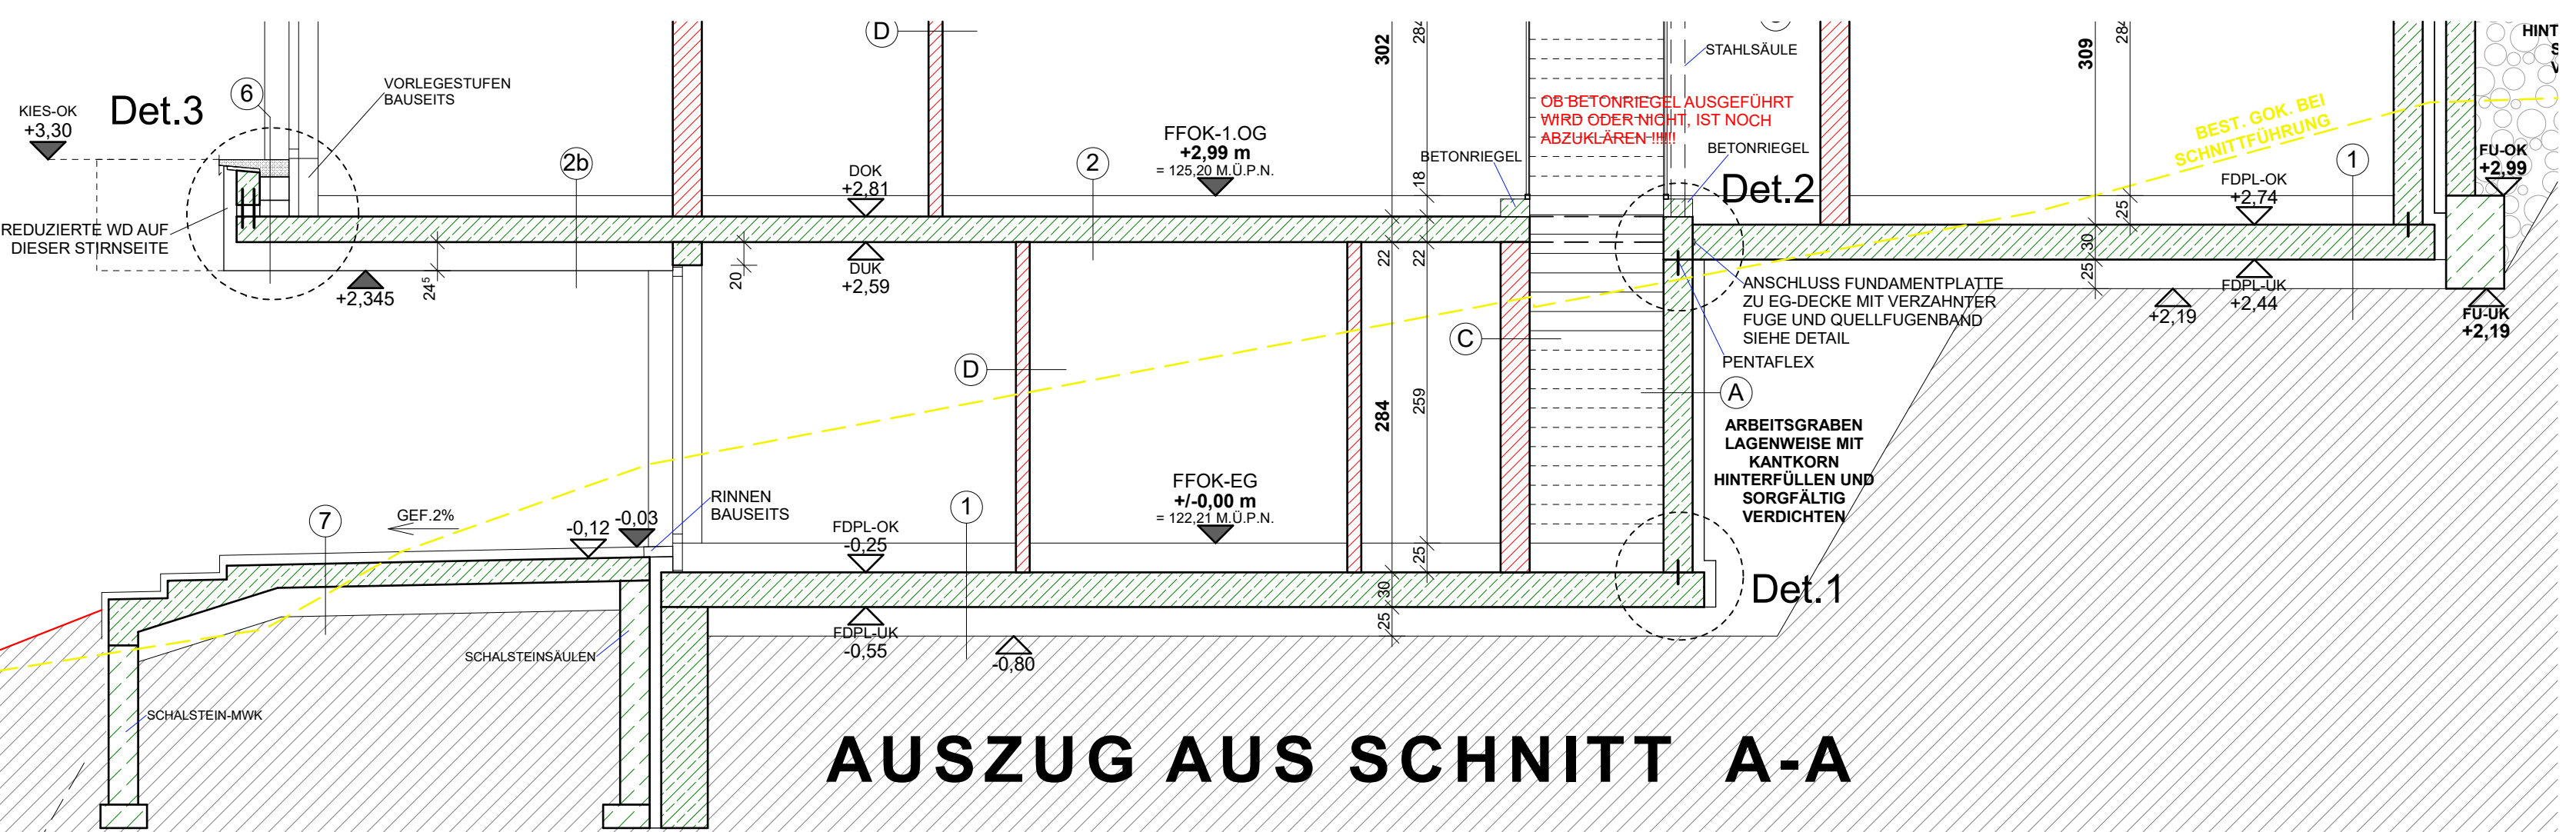 KIES-OK
+3,30
Det.3
6
VORLEGESTUFEN
BAUSEITS
REDUZIERTE WD AUF
DIESER STIRNSEITE
+2,345
24⁵
2b
20
D
DOK
+2,81
DUK
+2,59
2
FFOK-1.OG
+2,99 m
= 125,20 M.Ü.P.N.
302
284
18
22
22
BETONRIEGEL
OB BETONRIEGEL AUSGEFÜHRT
WIRD ODER NICHT, IST NOCH
ABZUKLÄREN !!!!!!
STAHLSÄULE
BETONRIEGEL
Det.2
309
284
25
30
25
BEST. GOK. BEI
SCHNITTFÜHRUNG
FDPL-OK
+2,74
FDPL-UK
+2,44
+2,19
1
HINT
S
V
FU-OK
+2,99
FU-UK
+2,19
ANSCHLUSS FUNDAMENTPLATTE
ZU EG-DECKE MIT VERZAHNTER
FUGE UND QUELLFUGENBAND
SIEHE DETAIL
PENTAFLEX
C
D
A
284
259
ARBEITSGRABEN
LAGENWEISE MIT
KANTKORN
HINTERFÜLLEN UND
SORGFÄLTIG
VERDICHTEN
7
GEF.2%
-0,12
-0,03
RINNEN
BAUSEITS
FDPL-OK
-0,25
1
FFOK-EG
+/-0,00 m
= 122,21 M.Ü.P.N.
25
30
25
Det.1
FDPL-UK
-0,55
-0,80
SCHALSTEINSÄULEN
SCHALSTEIN-MWK
AUSZUG AUS SCHNITT A-A